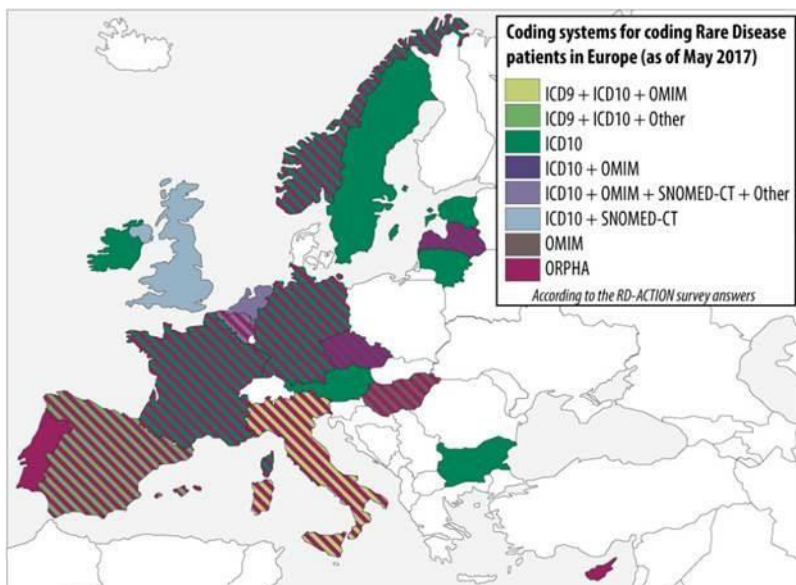 Coding systems for coding Rare Disease
patients in Europe (as of May 2017)
ICD9 + ICD10 + OMIM
ICD9 + ICD10 + Other
ICD10
ICD10 + OMIM
ICD10 + OMIM + SNOMED-CT + Other
ICD10 + SNOMED-CT
OMIM
ORPHA
According to the RD-ACTION survey answers